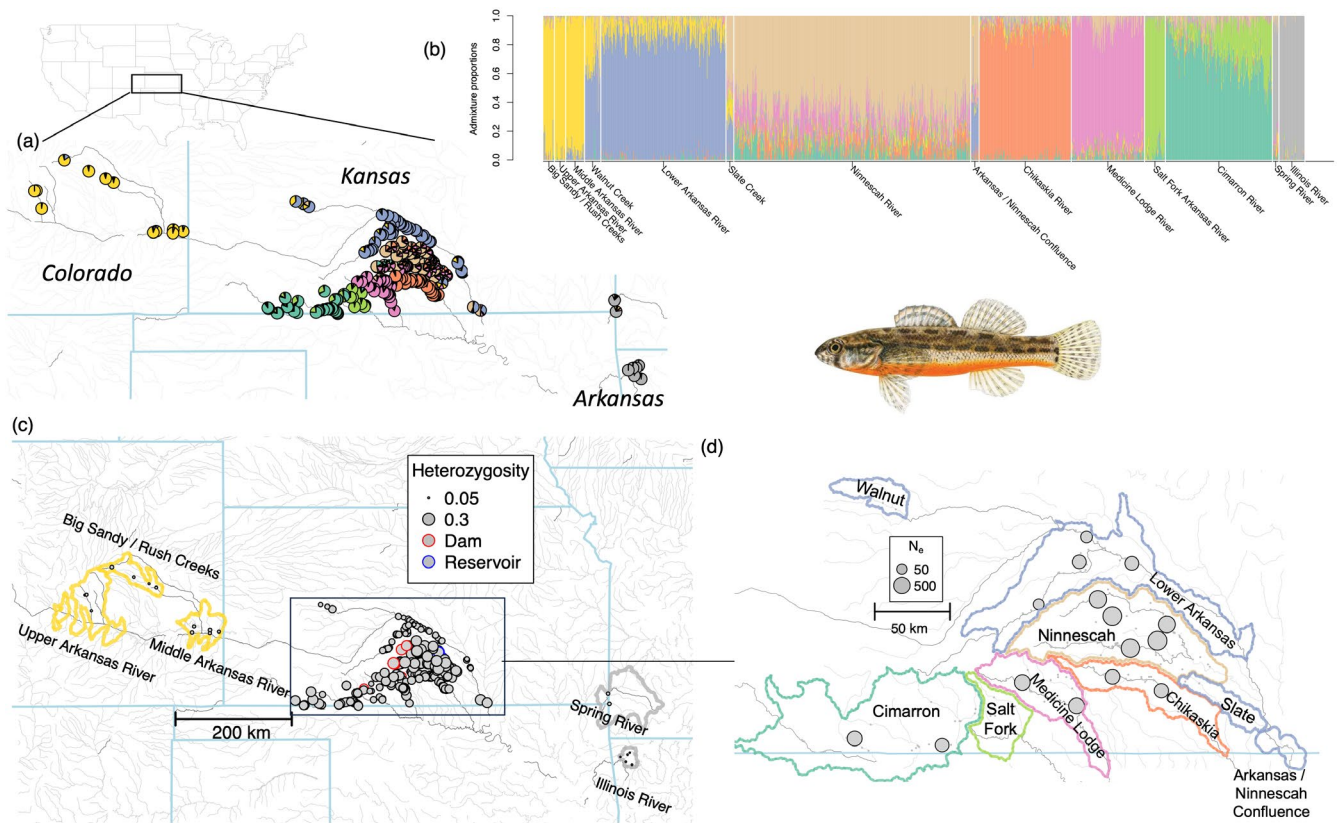 (b)
Admixture proportions
1.0
0.8
0.6
0.4
0.2
0.0
Big Sandy / Rush Creeks
Upper Arkansas River
Middle Arkansas River
Walnut Creek
Lower Arkansas River
Slate Creek
Ninnescah River
Arkansas / Ninnescah Confluence
Chikaskia River
Medicine Lodge River
Salt Fork Arkansas River
Cimarron River
Spring River
Illinois River
(a)
Kansas
Colorado
Arkansas
(c)
Heterozygosity
0.05
0.3
Dam
Reservoir
Big Sandy / Rush Creeks
Upper Arkansas River
Middle Arkansas River
200 km
Spring River
Illinois River
(d)
Walnut
Ne
50
500
50 km
Lower Arkansas
Ninnescah
Cimarron
Salt
Fork
Medicine Lodge
Chikaskia
Slate
Arkansas /
Ninnescah
Confluence